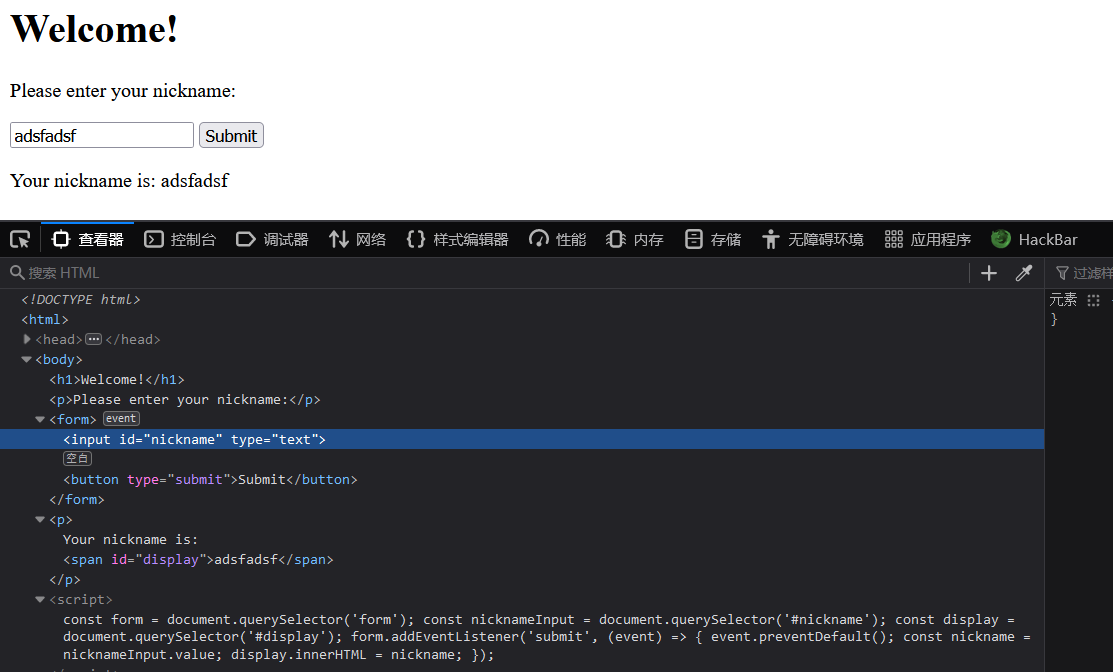 Welcome!
Please enter your nickname:
adsfadsf Submit
Your nickname is: adsfadsf
查看器 控制台 调试器 网络 样式编辑器 性能 内存 存储 无障碍环境 应用程序 HackBar
搜索 HTML 过滤样
<!DOCTYPE html> 元素
<html> }
<head> ••• </head>
<body>
<h1>Welcome!</h1>
<p>Please enter your nickname:</p>
<form> event
<input id="nickname" type="text">
空白
<button type="submit">Submit</button>
</form>
<p>
Your nickname is:
<span id="display">adsfadsf</span>
</p>
<script>
const form = document.querySelector('form'); const nicknameInput = document.querySelector('#nickname'); const display =
document.querySelector('#display'); form.addEventListener('submit', (event) => { event.preventDefault(); const nickname =
nicknameInput.value; display.innerHTML = nickname; });